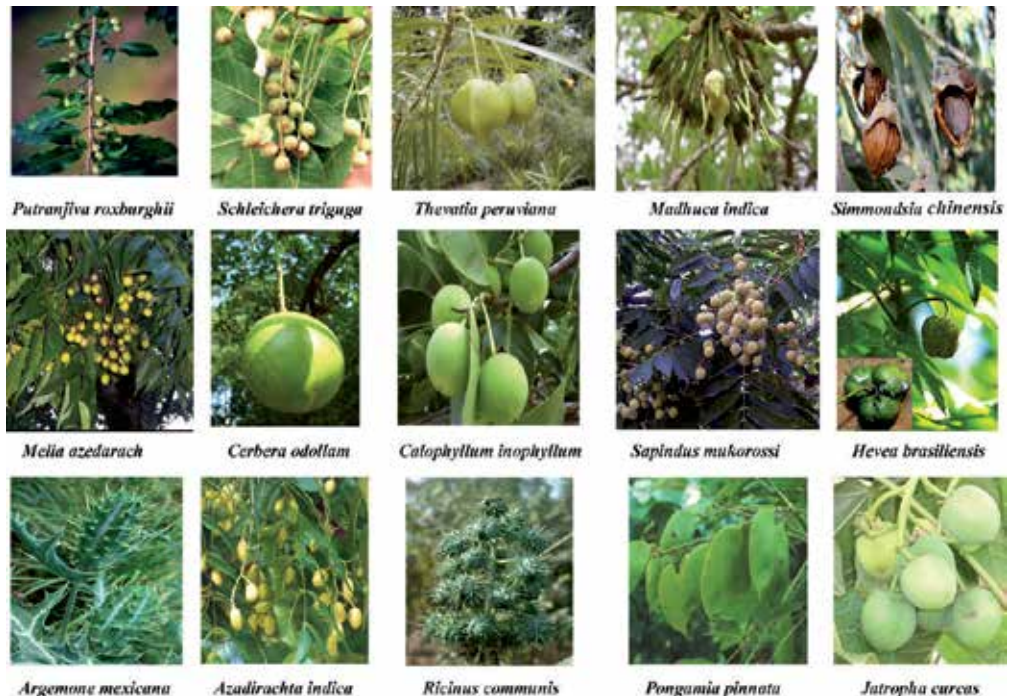 Putranjiva roxburghii Schleichera triguga Thevatia peruviana Madhuca indica Simmondsia chinensis
Melia azedarach Cerbera odollam Calophyllum inophyllum Sapindus mukorossi Hevea brasiliensis
Argemone mexicana Azadirachta indica Ricinus communis Pongamia pinnata Jatropha curcas